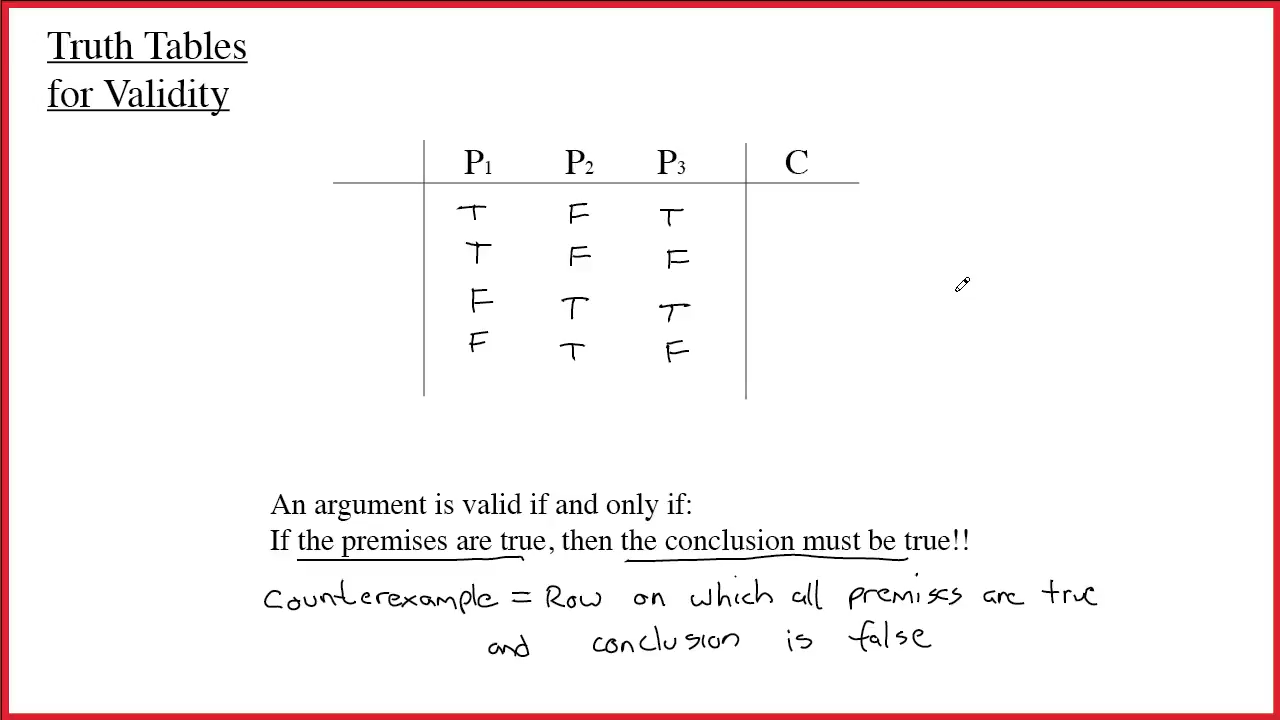 Truth Tables
for Validity
P1 P2 P3 C
T F T
T F F
F T T
F T F
An argument is valid if and only if:
If the premises are true, then the conclusion must be true!!
Counterexample = Row on which all premises are true
and conclusion is false